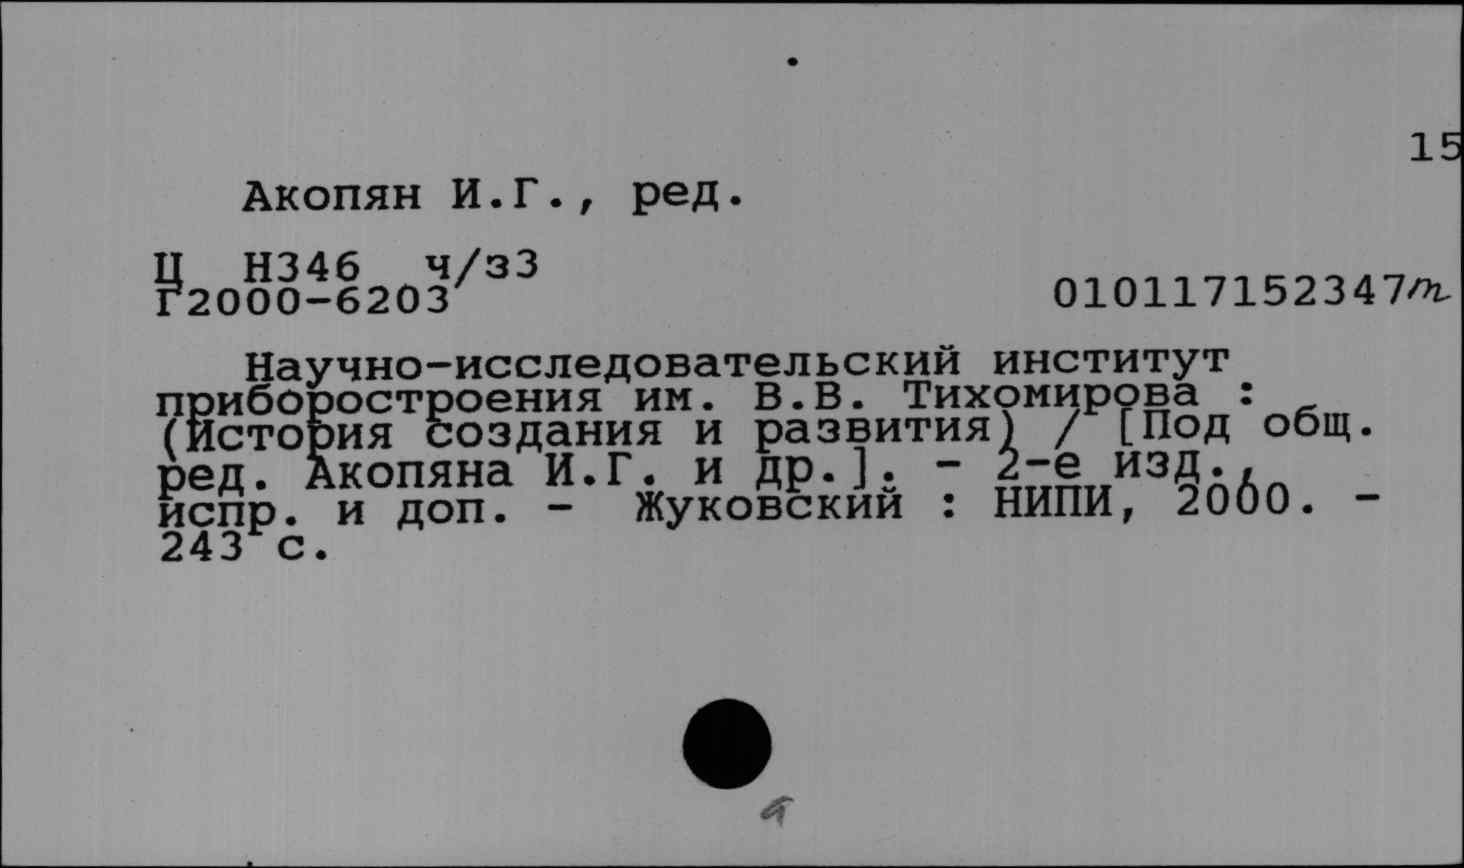 15
Акопян И.Г., ред.
Ц Н346 ч/з3
Г2000-6203
010117152347m
Научно-исследовательский институт
приборостроения им. В.В. Тихомирова :
(История создания и развития) / [Под общ.
ред. Акопяна И.Г. и др.]. - 2-е изд.,
испр. и доп. - Жуковский : НИПИ, 2000. -
243 с.